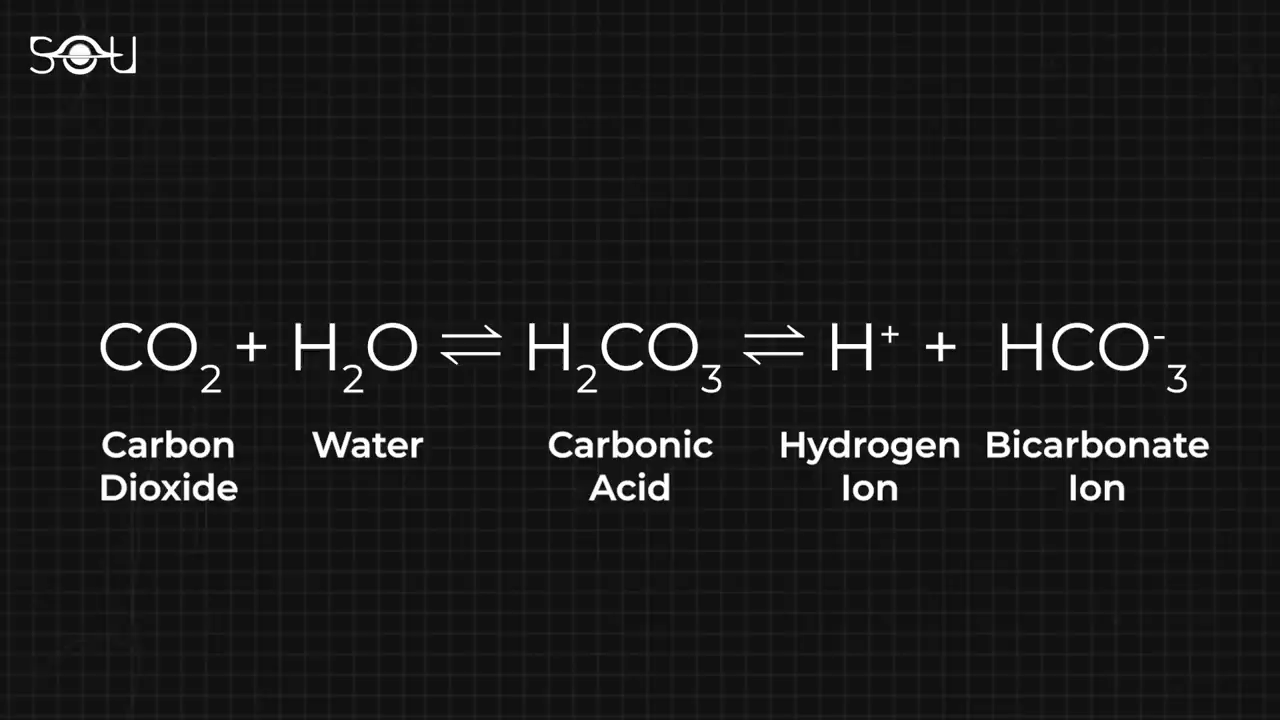 SOU
CO₂ + H₂O ⇌ H₂CO₃ ⇌ H⁺ + HCO⁻₃
Carbon Dioxide
Water
Carbonic Acid
Hydrogen Ion
Bicarbonate Ion